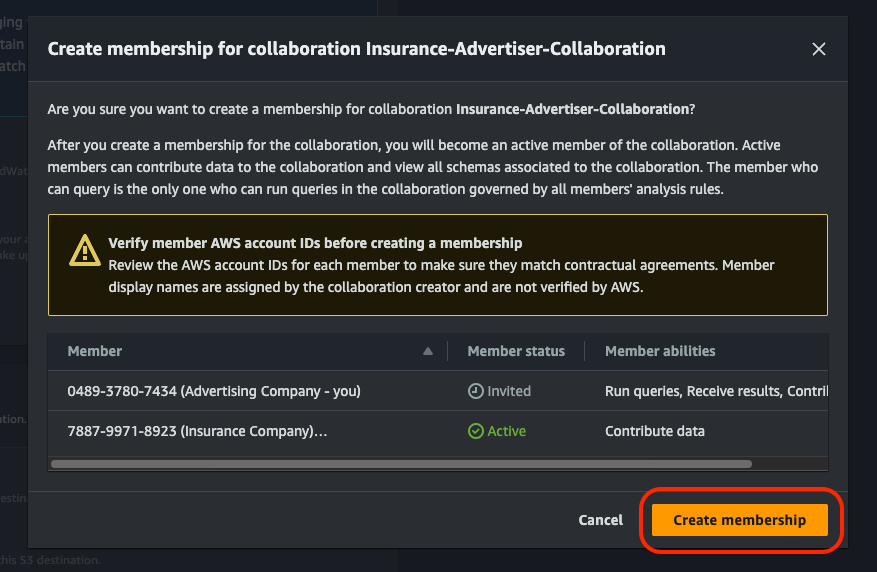 ging
tain
atch
Create membership for collaboration Insurance-Advertiser-Collaboration
Are you sure you want to create a membership for collaboration Insurance-Advertiser-Collaboration?
After you create a membership for the collaboration, you will become an active member of the collaboration. Active
members can contribute data to the collaboration and view all schemas associated to the collaboration. The member who
can query is the only one who can run queries in the collaboration governed by all members' analysis rules.
dWat
your a
ke up
Verify member AWS account IDs before creating a membership
Review the AWS account IDs for each member to make sure they match contractual agreements. Member
display names are assigned by the collaboration creator and are not verified by AWS.
Member Member status Member abilities
0489-3780-7434 (Advertising Company - you) Invited Run queries, Receive results, Contril
7887-9971-8923 (Insurance Company)... Active Contribute data
tion.
estin
Cancel Create membership
this S3 destination.